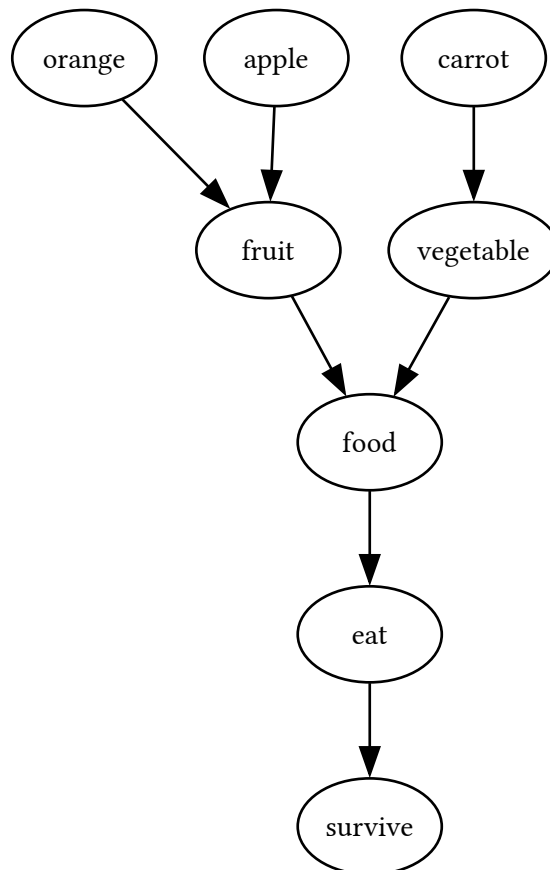 orange
apple
carrot
fruit
vegetable
food
eat
survive